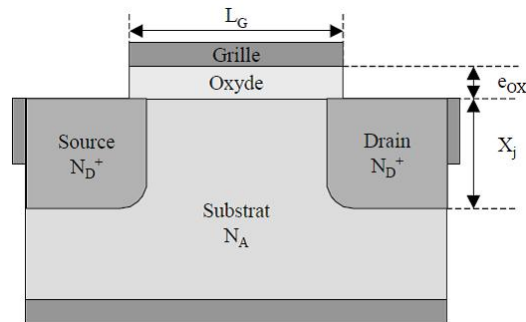 L_G
Grille
Oxyde
e_OX
Source
N_D^+
Drain
N_D^+
X_j
Substrat
N_A